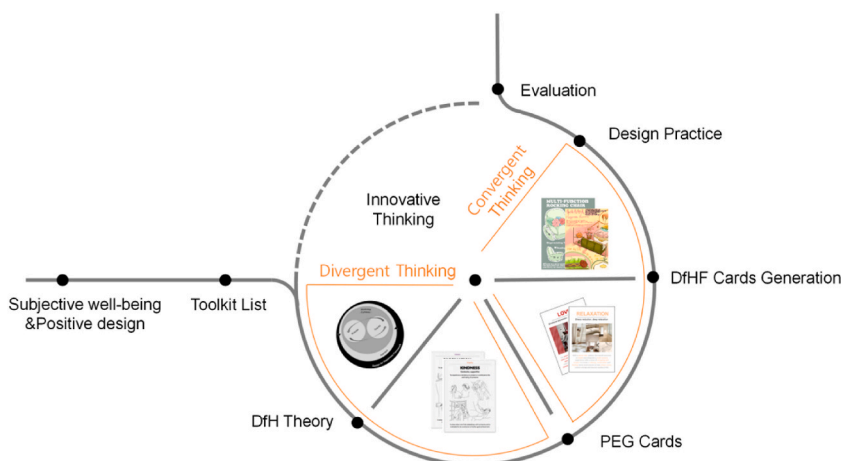 Evaluation
Design Practice
Convergent
Thinking
Innovative
Thinking
MULTI-FUNCTION
ROCKING CHAIR
Divergent Thinking
DfHF Cards Generation
Subjective well-being
&Positive design
Toolkit List
LOV
RELAXATION
KINDNESS
DfH Theory
PEG Cards